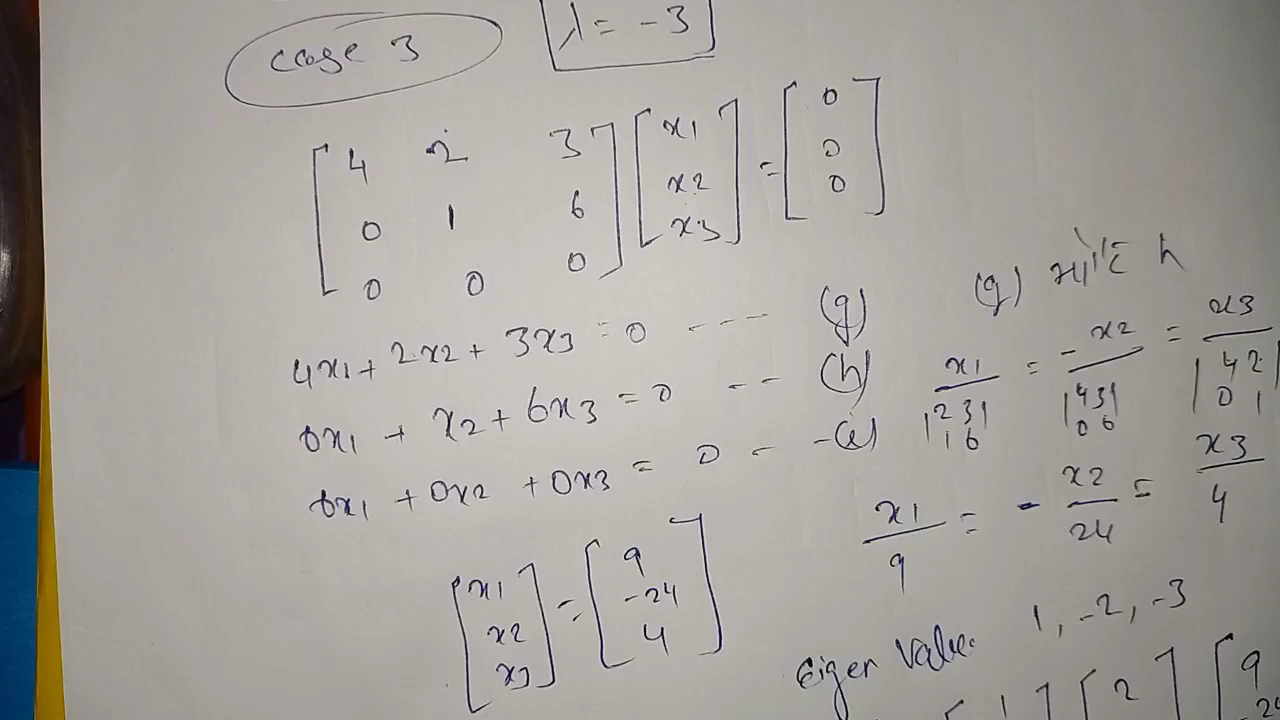 case 3 λ = -3
[4 2 3] [x1] = [0]
[0 1 6] [x2] [0]
[0 0 0] [x3] [0]
4x1 + 2x2 + 3x3 = 0 --- (g)
0x1 + x2 + 6x3 = 0 -- (h)
0x1 + 0x2 + 0x3 = 0 - - (i)
(g) h
x1 = -x2 = x3
|2 3| |4 3| |4 2|
|1 6| |0 6| |0 1|
x1/9 = -x2/24 = x3/4
[x1] = [9]
[x2] [-24]
[x3] [4]
Eigen Value 1, -2, -3
[1] [2] [9